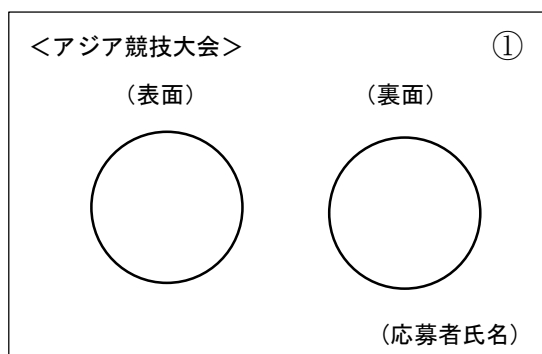 ＜アジア競技大会＞ ①
（表面） （裏面）
（応募者氏名）